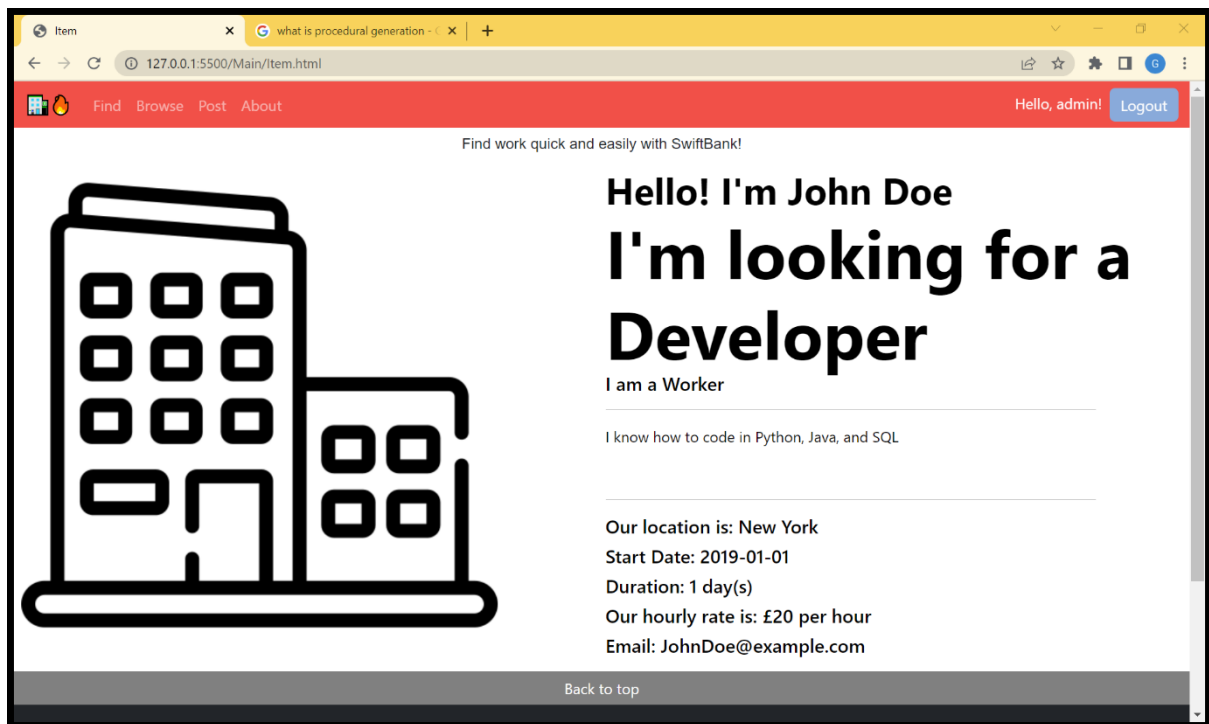 Item
what is procedural generation - G
127.0.0.1:5500/Main/Item.html
G
Find Browse Post About
Hello, admin! Logout
Find work quick and easily with SwiftBank!
Hello! I'm John Doe
I'm looking for a
Developer
I am a Worker
I know how to code in Python, Java, and SQL
Our location is: New York
Start Date: 2019-01-01
Duration: 1 day(s)
Our hourly rate is: £20 per hour
Email: JohnDoe@example.com
Back to top